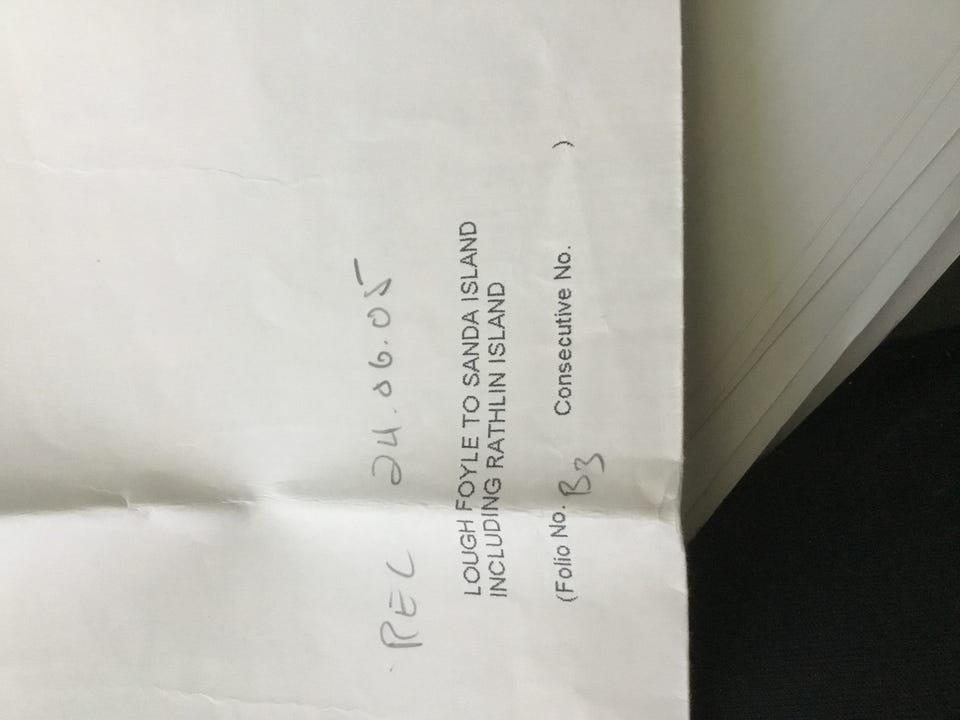 REC 24.06.05
LOUGH FOYLE TO SANDA ISLAND
INCLUDING RATHLIN ISLAND
(Folio No. B3 Consecutive No. )